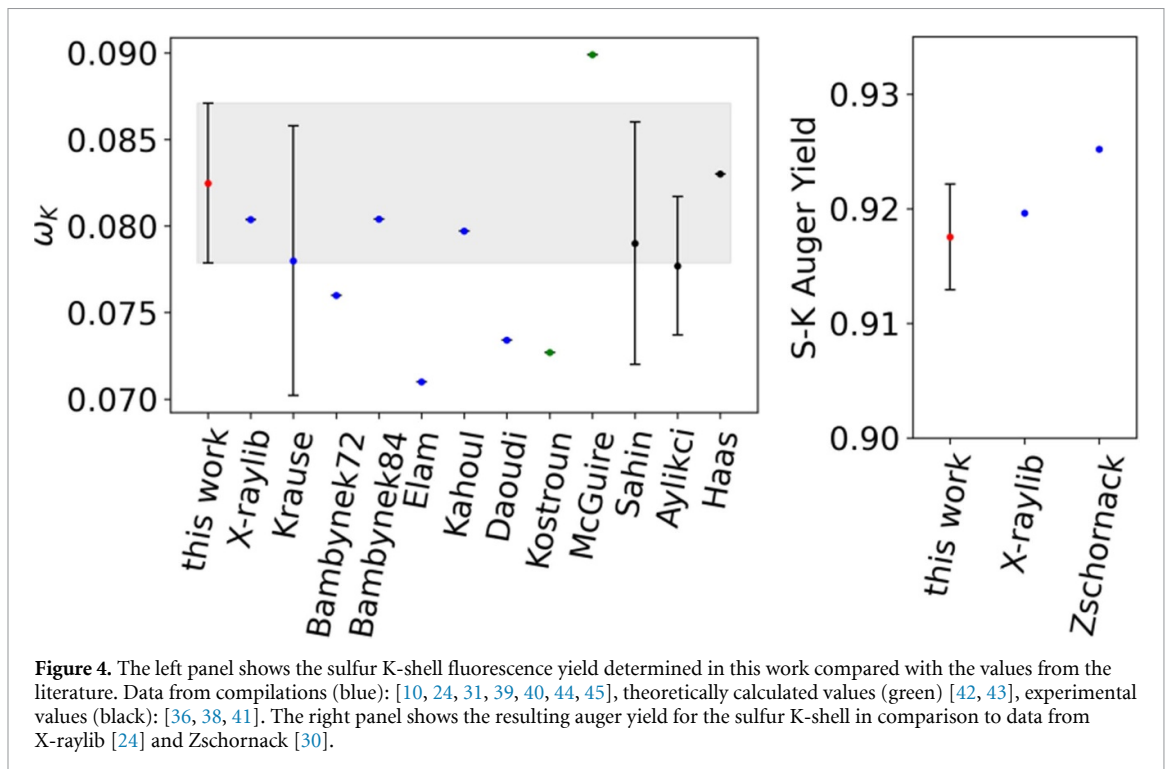 0.090
0.085
0.080
0.075
0.070
ωK
this work
X-raylib
Krause
Bambynek72
Bambynek84
Elam
Kahoul
Daoudi
Kostroun
McGuire
Sahin
Aylikci
Haas
0.93
0.92
0.91
0.90
S-K Auger Yield
this work
X-raylib
Zschornack
Figure 4. The left panel shows the sulfur K-shell fluorescence yield determined in this work compared with the values from the
literature. Data from compilations (blue): [10, 24, 31, 39, 40, 44, 45], theoretically calculated values (green) [42, 43], experimental
values (black): [36, 38, 41]. The right panel shows the resulting auger yield for the sulfur K-shell in comparison to data from
X-raylib [24] and Zschornack [30].